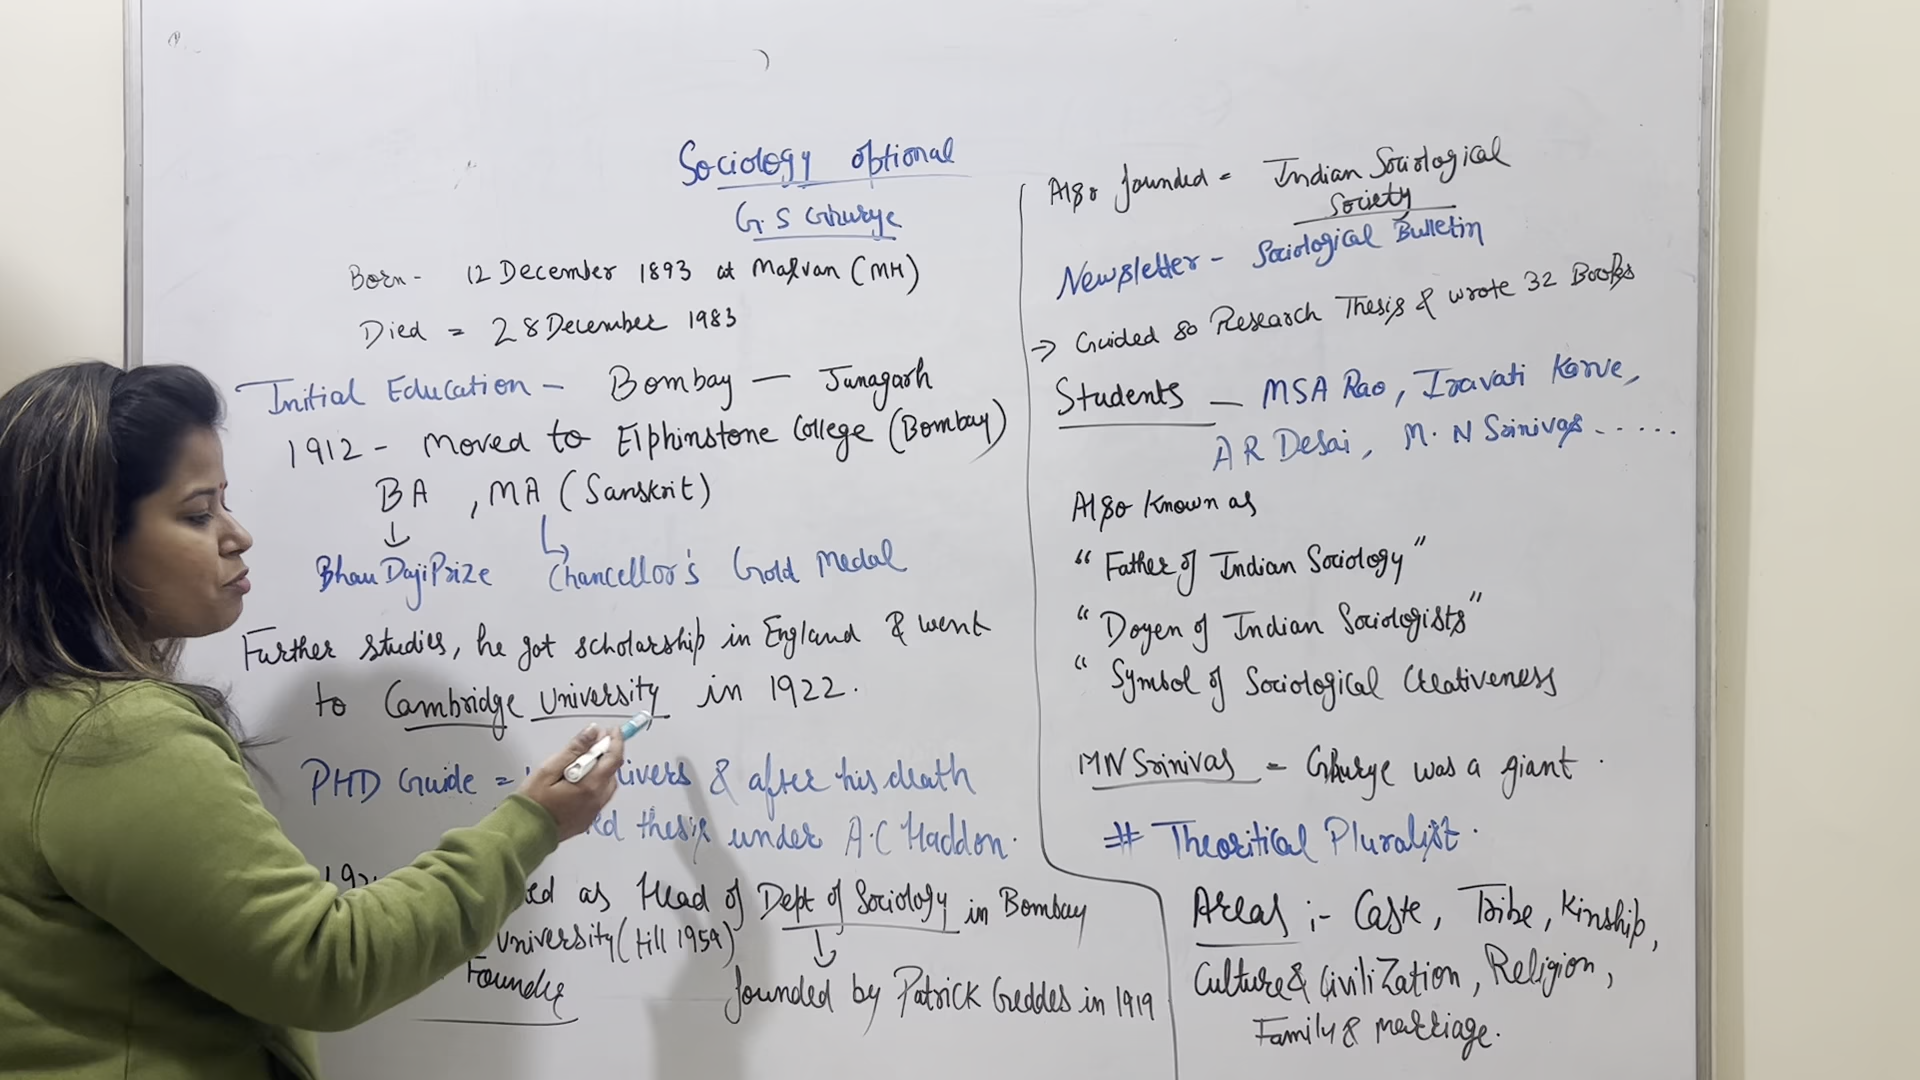 Sociology optional
G.S Ghurye
Born - 12 December 1893 at Malvan (MH)
Died = 28 December 1983
Initial Education - Bombay - Junagarh
1912 - Moved to Elphinstone College (Bombay)
BA , MA (Sanskrit)
Bhau Daji Prize Chancellor's Gold Medal
Further studies, he got scholarship in England & went
to Cambridge University in 1922.
PHD Guide = & after his death
thesis under A.C Haddon.
as Head of Dept of Sociology in Bombay
University (till 1959)
founded by Patrick Geddes in 1919
Also founded = Indian Sociological
Society
Newsletter - Sociological Bulletin
→ Guided 80 Research Thesis & wrote 32 Books
Students - MSA Rao, Iravati Karve,
A R Desai, M. N Srinivas - .....
Also Known as
"Father of Indian Sociology"
"Doyen of Indian Sociologists"
"Symbol of Sociological Creativeness
MN Srinivas - Ghurye was a giant .
# Theoritical Pluralist.
Areas :- Caste, Tribe, Kinship,
Culture & Civilization, Religion,
Family & marriage.